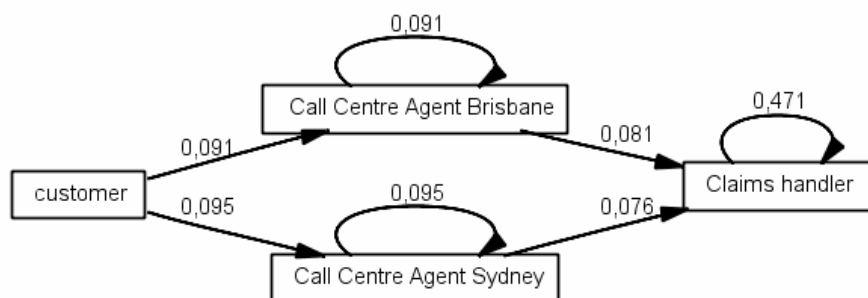 0,091
Call Centre Agent Brisbane
0,471
0,091
0,081
customer
Claims handler
0,095
0,095
0,076
Call Centre Agent Sydney